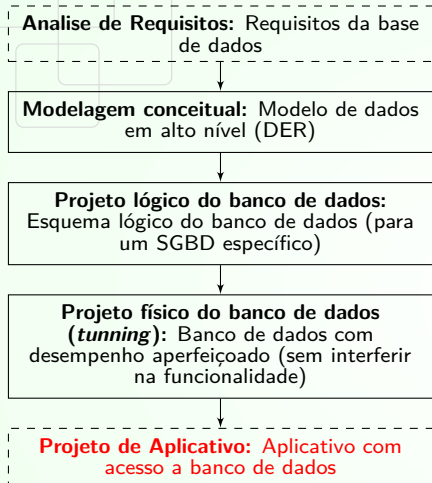 Analise de Requisitos: Requisitos da base
de dados
Modelagem conceitual: Modelo de dados
em alto nível (DER)
Projeto lógico do banco de dados:
Esquema lógico do banco de dados (para
um SGBD específico)
Projeto físico do banco de dados
(tunning): Banco de dados com
desempenho aperfeiçoado (sem interferir
na funcionalidade)
Projeto de Aplicativo: Aplicativo com
acesso a banco de dados